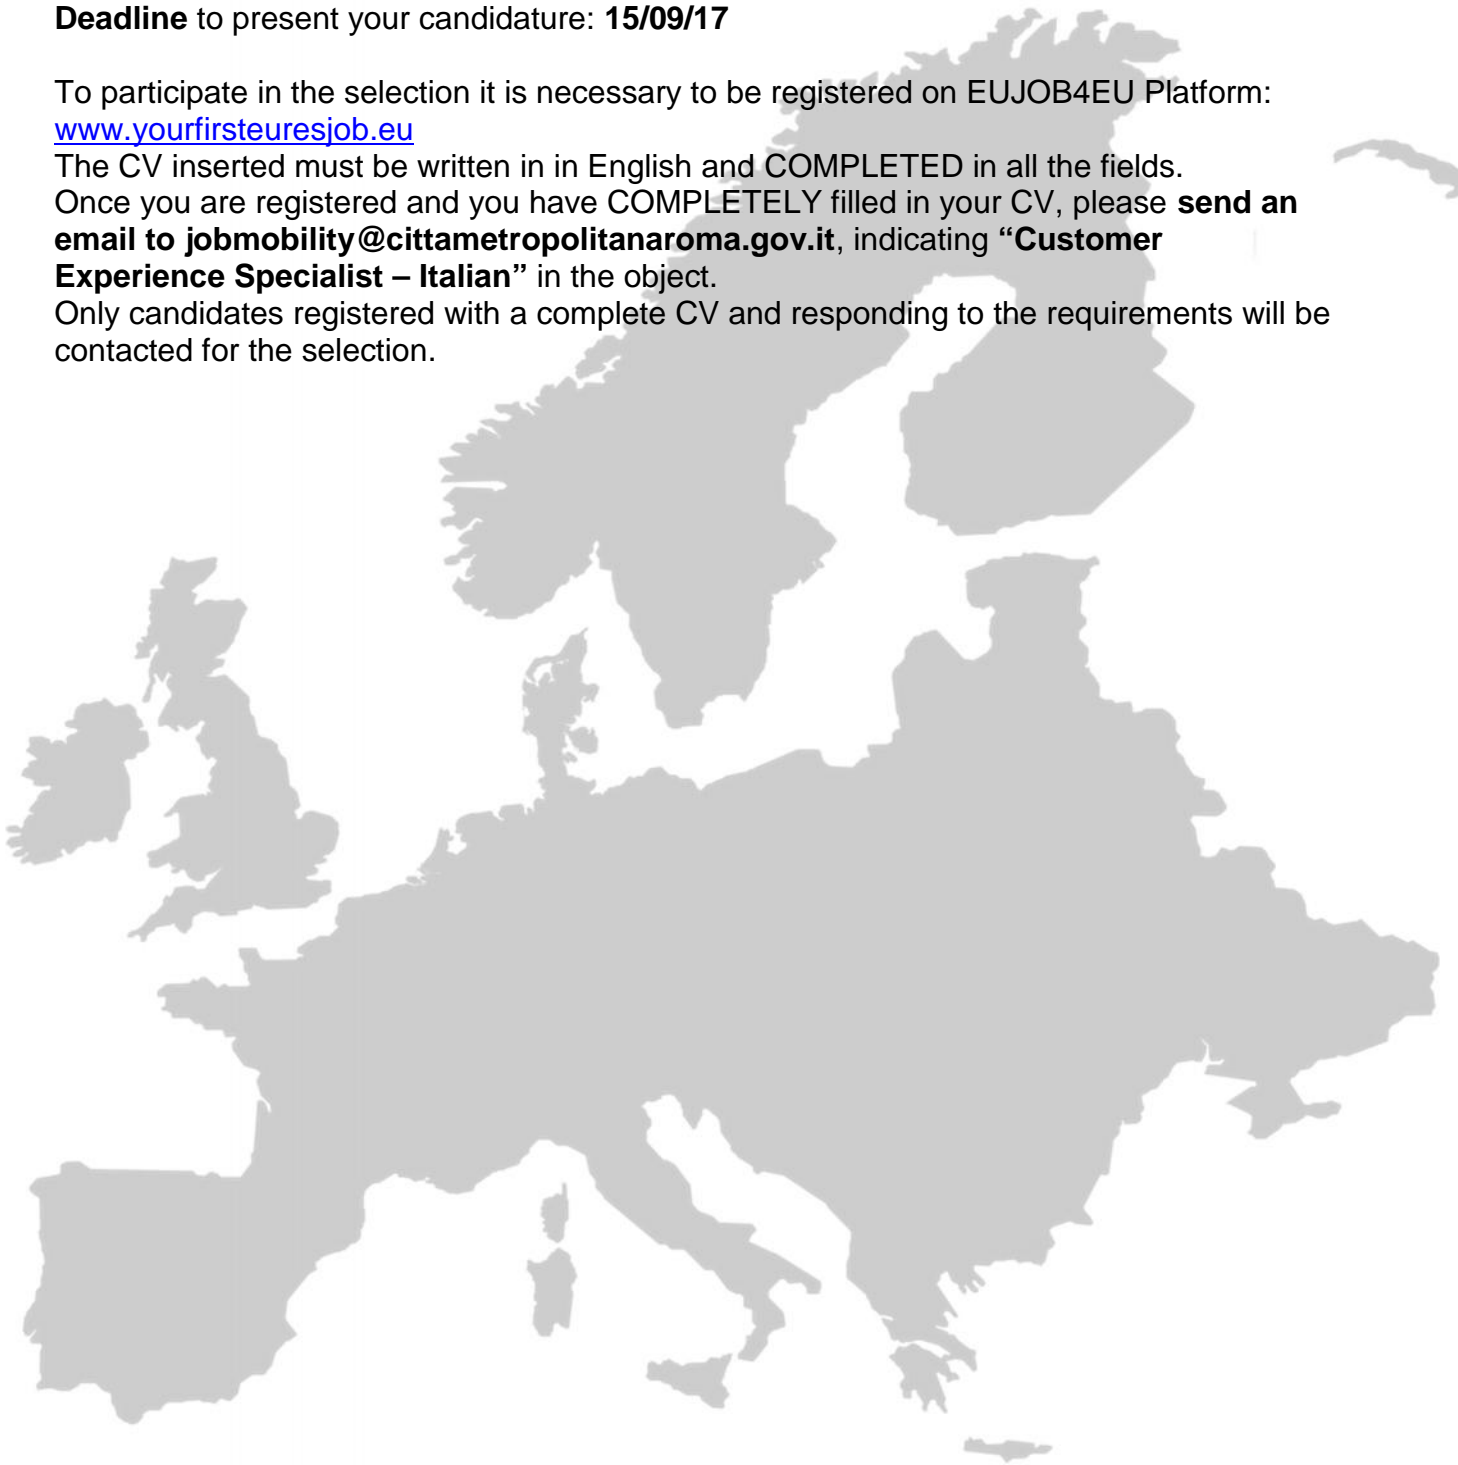 Deadline to present your candidature: 15/09/17
To participate in the selection it is necessary to be registered on EUJOB4EU Platform:
www.yourfirsteuresjob.eu
The CV inserted must be written in in English and COMPLETED in all the fields.
Once you are registered and you have COMPLETELY filled in your CV, please send an
email to jobmobility@cittametropolitanaroma.gov.it, indicating “Customer
Experience Specialist – Italian” in the object.
Only candidates registered with a complete CV and responding to the requirements will be
contacted for the selection.